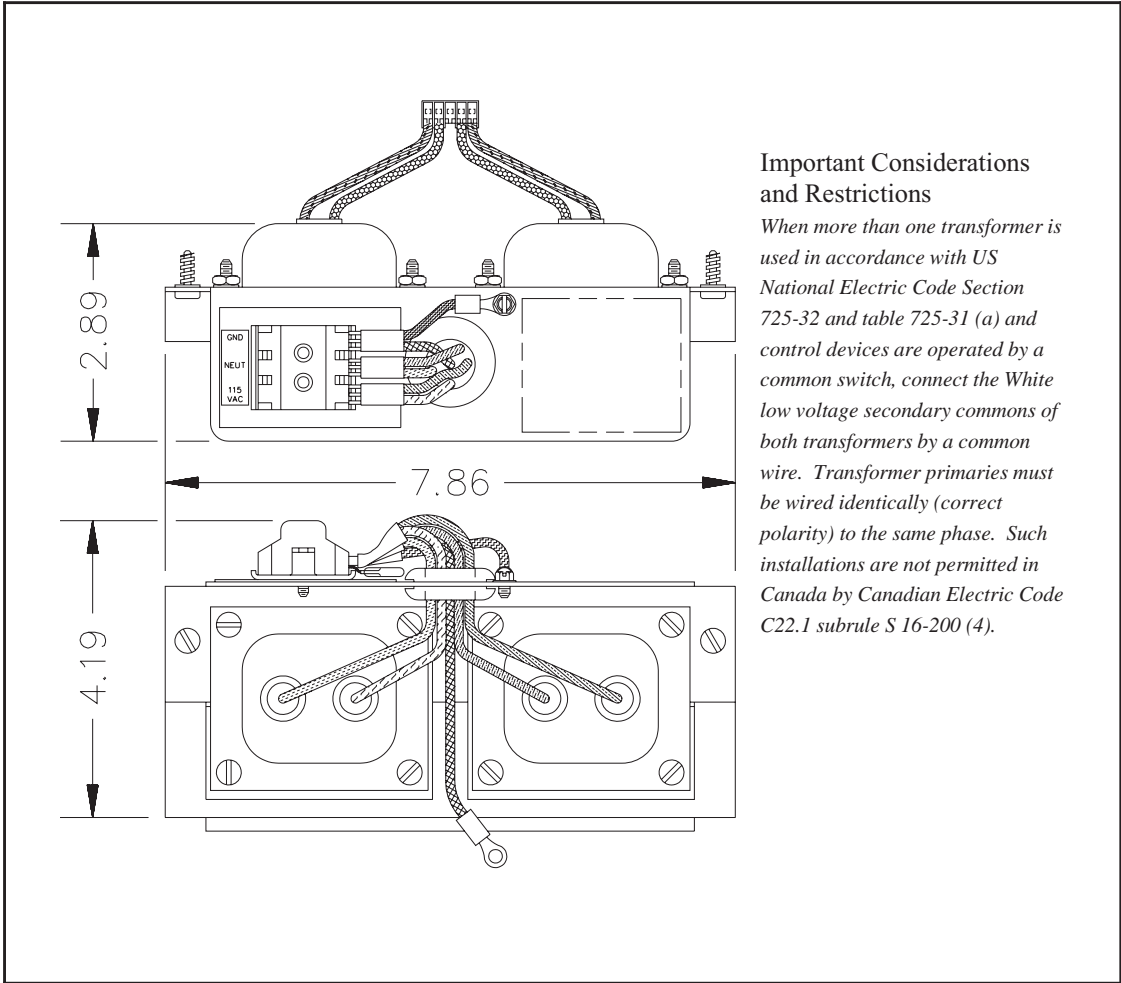 Important Considerations
and Restrictions
When more than one transformer is
used in accordance with US
National Electric Code Section
725-32 and table 725-31 (a) and
control devices are operated by a
common switch, connect the White
low voltage secondary commons of
both transformers by a common
wire. Transformer primaries must
be wired identically (correct
polarity) to the same phase. Such
installations are not permitted in
Canada by Canadian Electric Code
C22.1 subrule S 16-200 (4).
2.89
GND
NEUT
115
VAC
7.86
4.19